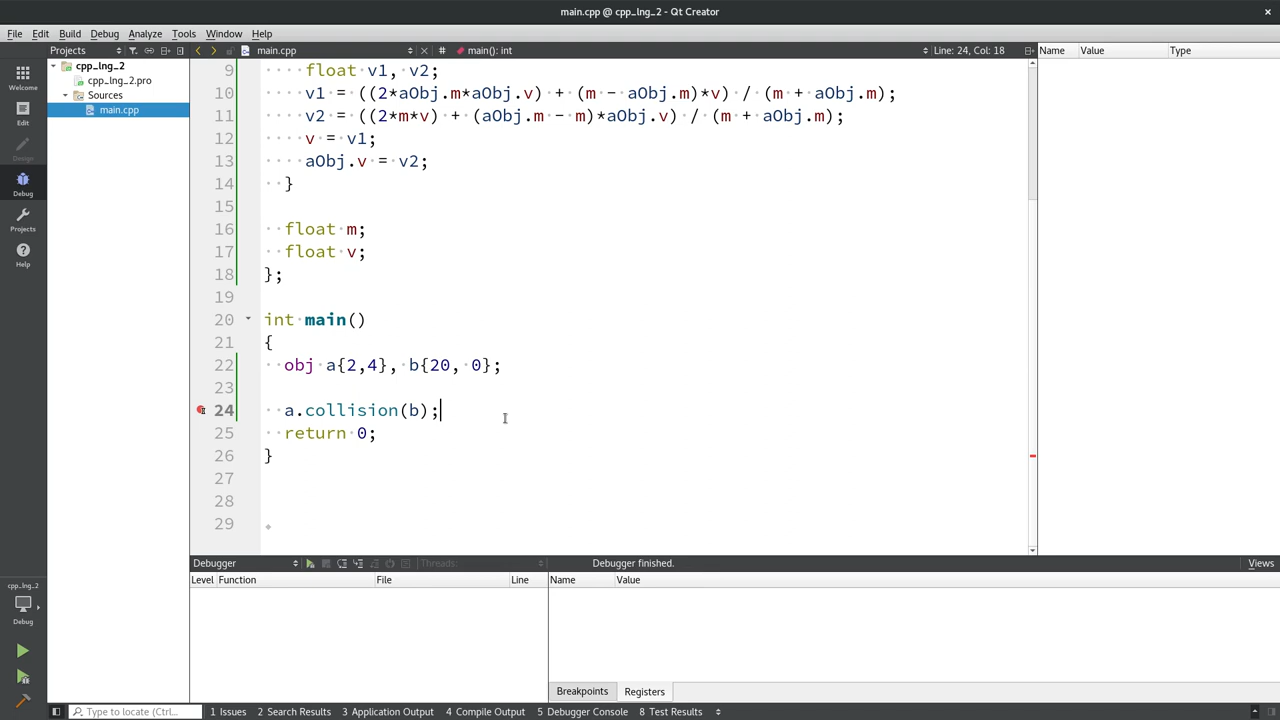 main.cpp @ cpp_lng_2 - Qt Creator
File Edit Build Debug Analyze Tools Window Help
Projects main.cpp # main(): int Line: 24, Col: 18 Name Value Type
Welcome
Edit
Design
Debug
Projects
Help
cpp_lng_2
cpp_lng_2.pro
Sources
main.cpp
9 float v1, v2;
10 v1 = ((2*aObj.m*aObj.v) + (m - aObj.m)*v) / (m + aObj.m);
11 v2 = ((2*m*v) + (aObj.m - m)*aObj.v) / (m + aObj.m);
12 v = v1;
13 aObj.v = v2;
14 }
15
16 float m;
17 float v;
18 };
19
20 int main()
21 {
22 obj a{2,4}, b{20, 0};
23
24 a.collision(b);
25 return 0;
26 }
27
28
29
Debugger Threads: Debugger finished. Views
Level Function File Line Name Value
cpp_lng_2
Debug
Breakpoints Registers
Type to locate (Ctrl... 1 Issues 2 Search Results 3 Application Output 4 Compile Output 5 Debugger Console 8 Test Results